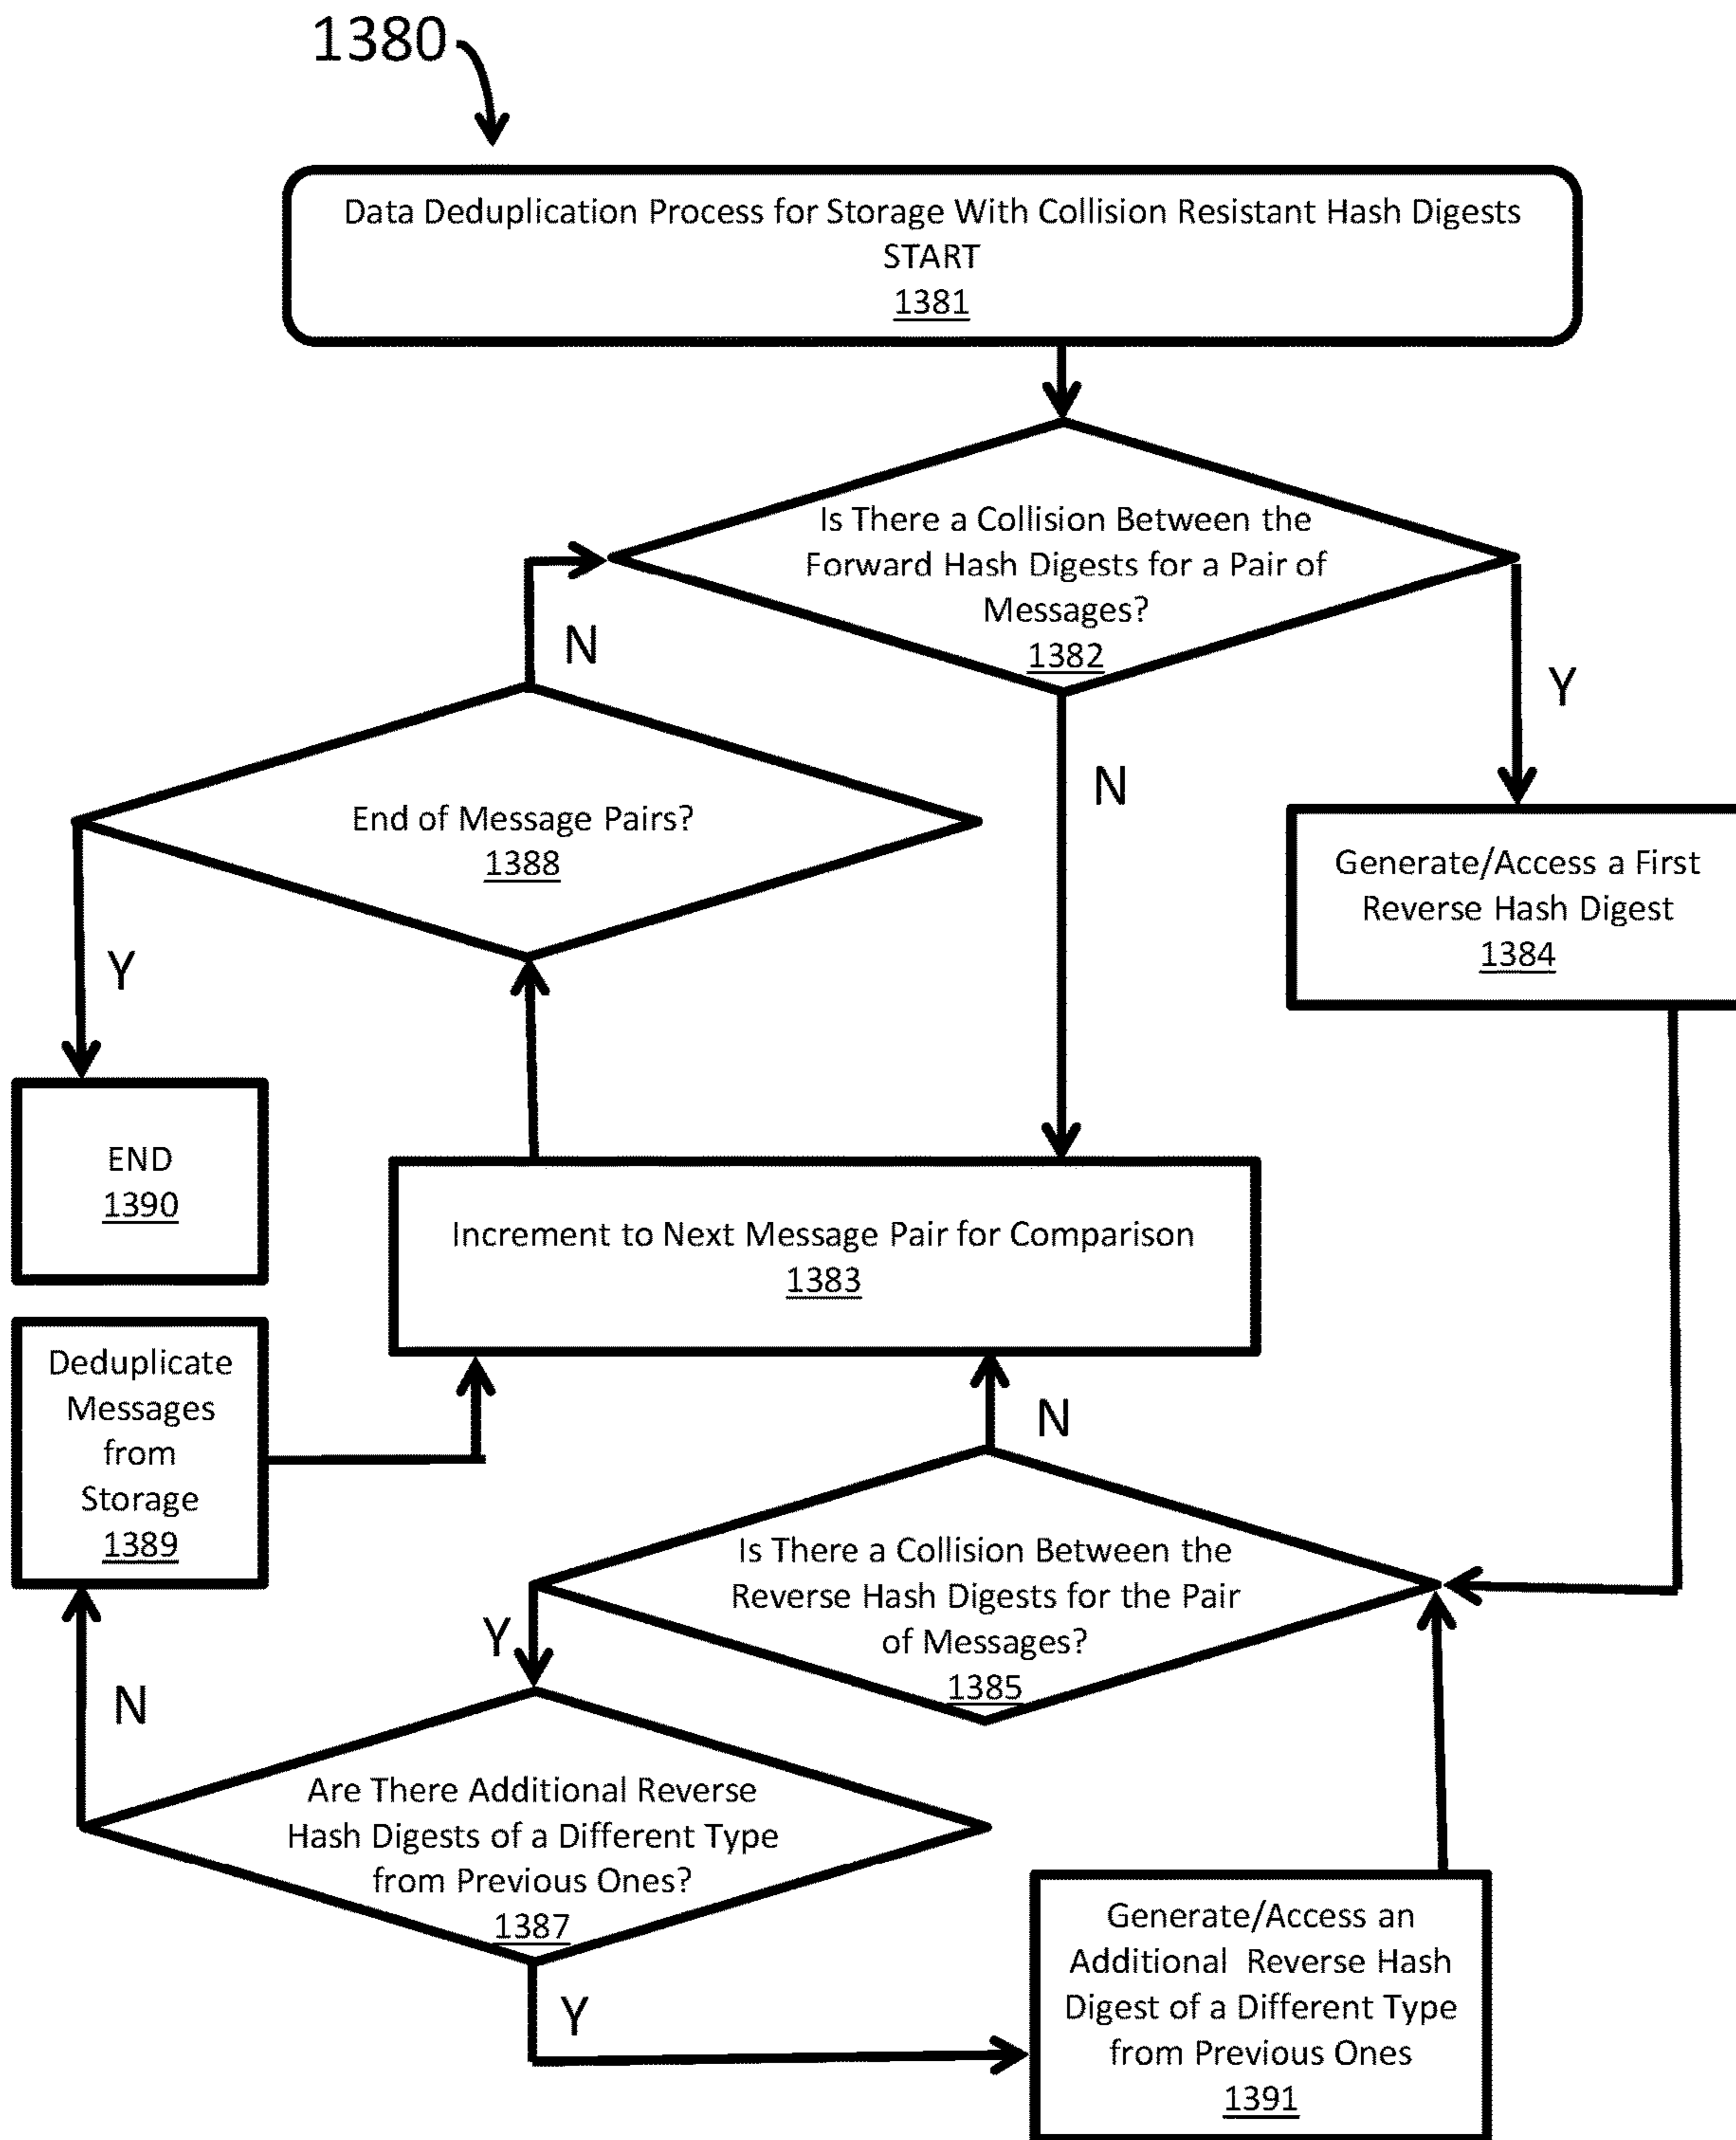 1380
Data Deduplication Process for Storage With Collision Resistant Hash Digests
START
1381
Is There a Collision Between the
Forward Hash Digests for a Pair of
Messages?
1382
N
Y
N
End of Message Pairs?
1388
Generate/Access a First
Reverse Hash Digest
1384
Y
END
1390
Increment to Next Message Pair for Comparison
1383
Deduplicate
Messages
from
Storage
1389
N
Is There a Collision Between the
Reverse Hash Digests for the Pair
of Messages?
1385
Y
N
Are There Additional Reverse
Hash Digests of a Different Type
from Previous Ones?
1387
Y
Generate/Access an
Additional Reverse Hash
Digest of a Different Type
from Previous Ones
1391